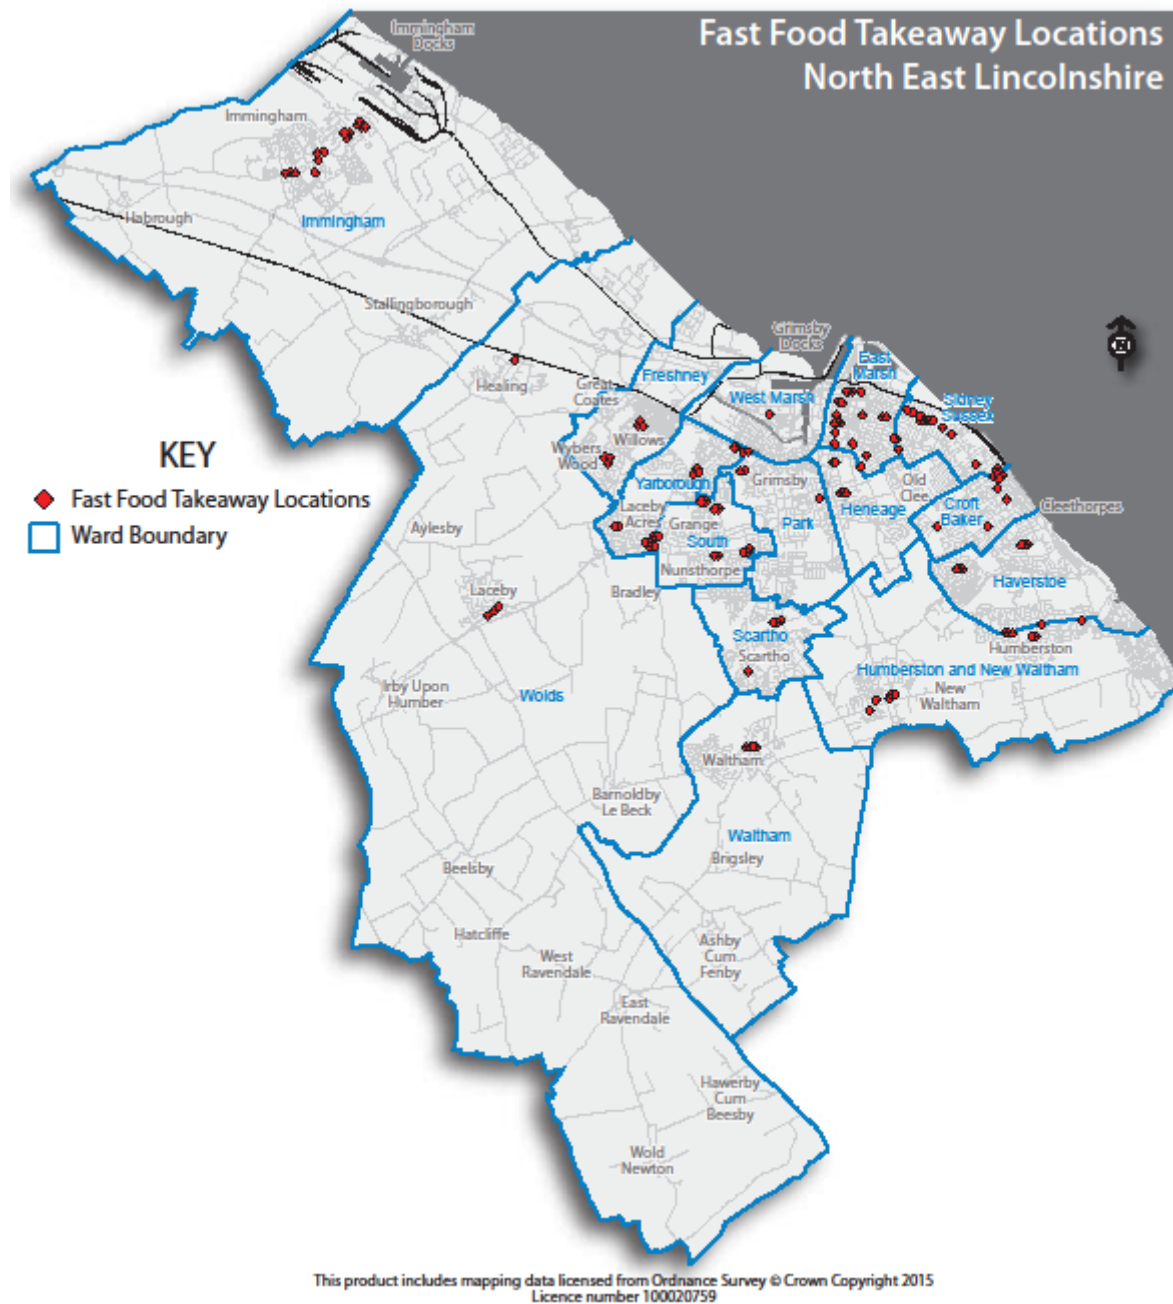 Fast Food Takeaway Locations
North East Lincolnshire
Immingham
Docks
Immingham
Immingham
Habrough
Stallingborough
Grimsby
Docks
East
Marsh
Healing
Great
Coates
Freshney
West Marsh
Sidney
Sussex
KEY
Fast Food Takeaway Locations
Ward Boundary
Willows
Wybers
Wood
Yarborough
Grimsby
Old
Clee
Laceby
Acres
Grange
South
Park
Heneage
Croft
Baker
Cleethorpes
Aylesby
Nunsthorpe
Haverstoe
Laceby
Bradley
Scartho
Scartho
Humberston
Humberston and New Waltham
New
Waltham
Irby Upon
Humber
Wolds
Waltham
Barnoldby
Le Beck
Waltham
Brigsley
Beelsby
Hatcliffe
West
Ravendale
Ashby
Cum
Fenby
East
Ravendale
Hawerby
Cum
Beesby
Wold
Newton
This product includes mapping data licensed from Ordnance Survey © Crown Copyright 2015
Licence number 100020759